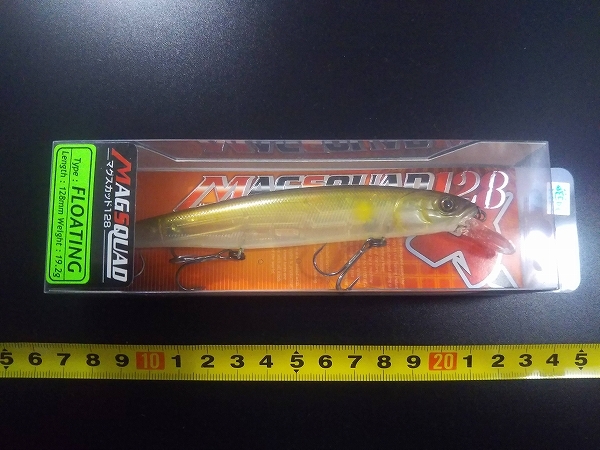 Type : FLOATING
Length : 128mm Weight : 19.2g
MAGSQUAD
マグスカッド128
MAGSQUAD 128
5 6 7 8 9 10 1 2 3 4 5 6 7 8 9 20 1 2 3 4 5